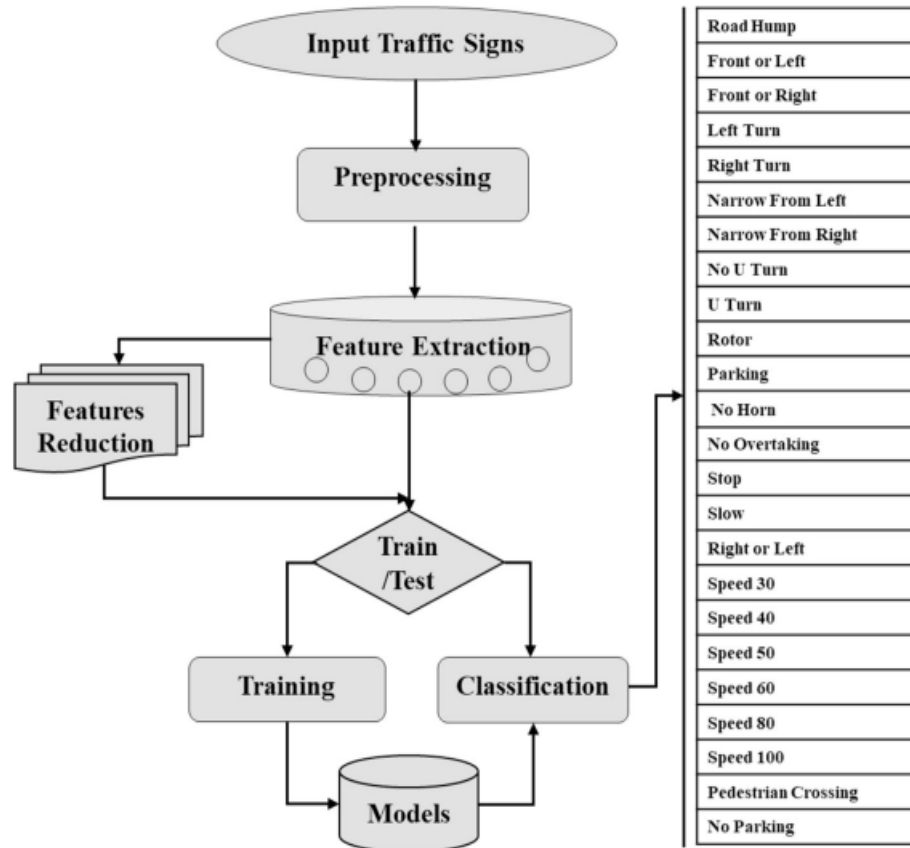 Input Traffic Signs
Preprocessing
Feature Extraction
Features
Reduction
Train
/Test
Training
Classification
Models
Road Hump
Front or Left
Front or Right
Left Turn
Right Turn
Narrow From Left
Narrow From Right
No U Turn
U Turn
Rotor
Parking
No Horn
No Overtaking
Stop
Slow
Right or Left
Speed 30
Speed 40
Speed 50
Speed 60
Speed 80
Speed 100
Pedestrian Crossing
No Parking